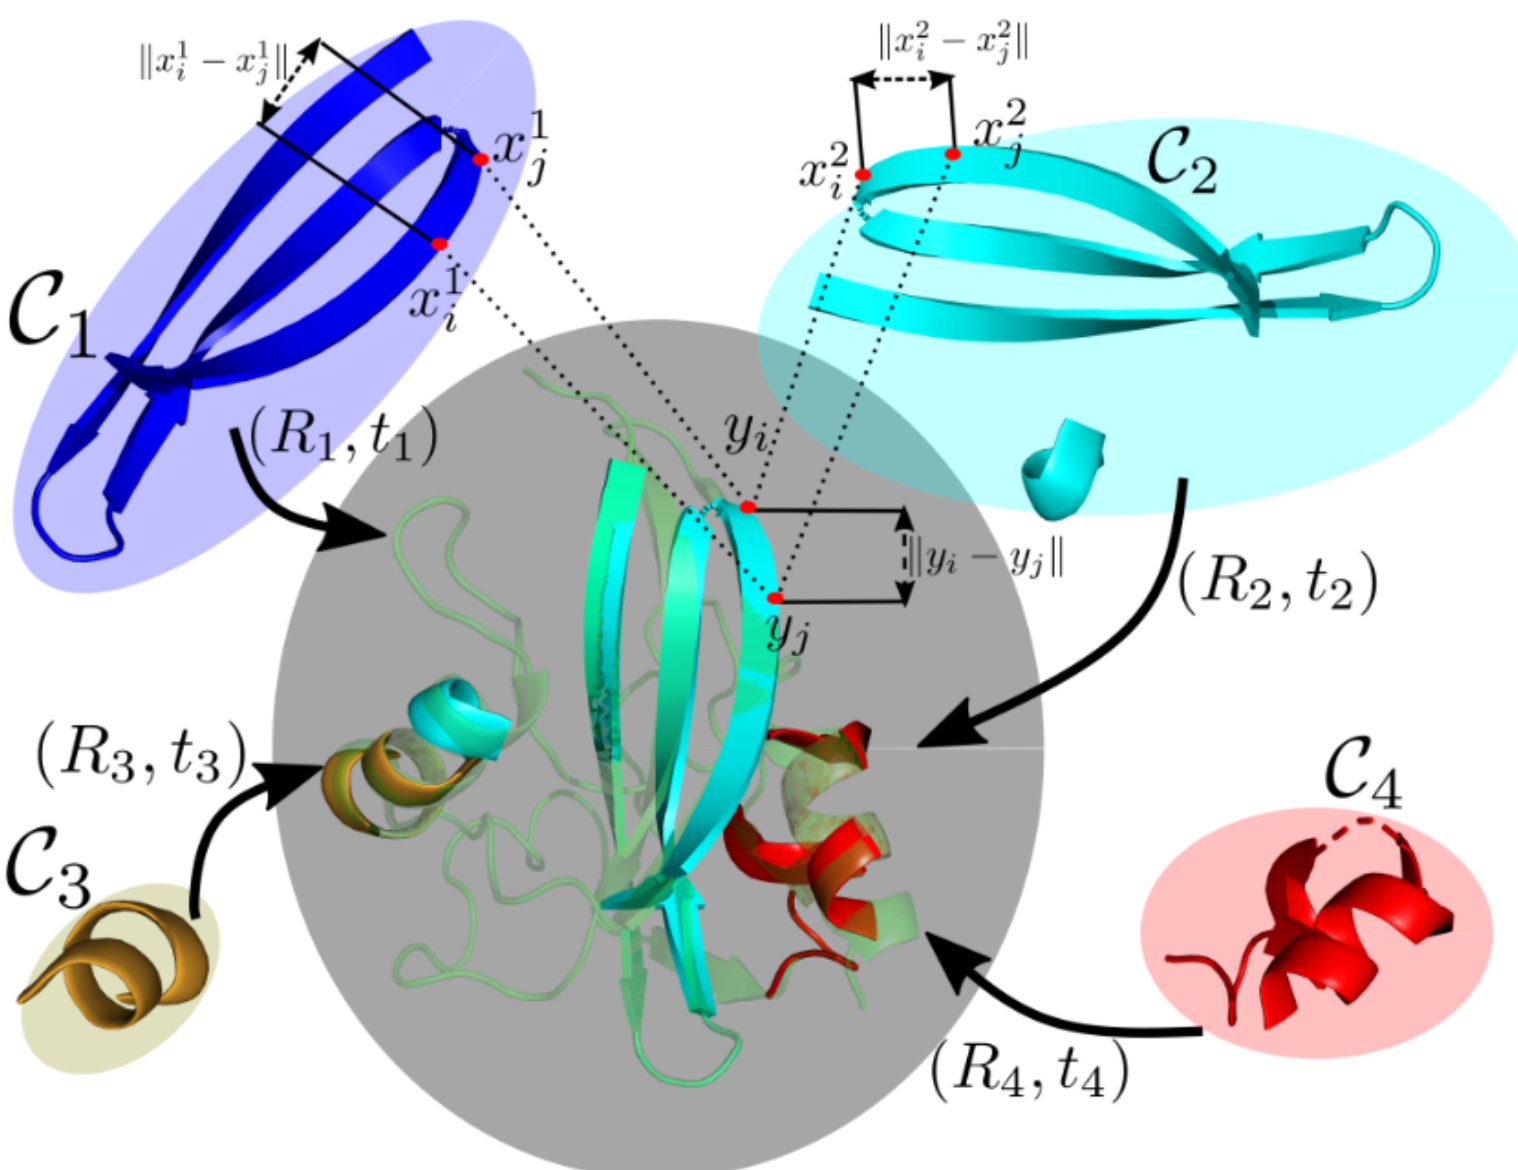 ‖x_i^1 − x_j^1‖
‖x_i^2 − x_j^2‖
x_j^1
x_j^2
x_i^2
𝒞_2
x_i^1
𝒞_1
(R_1, t_1)
y_i
‖y_i − y_j‖
(R_2, t_2)
y_j
(R_3, t_3)
𝒞_4
𝒞_3
(R_4, t_4)